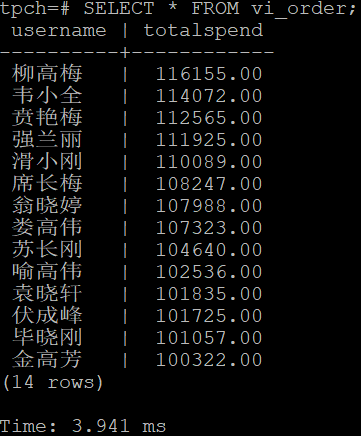 tpch=# SELECT * FROM vi_order;
username | totalspend
----------+------------
柳高梅 | 116155.00
韦小全 | 114072.00
贲艳梅 | 112565.00
强兰丽 | 111925.00
滑小刚 | 110089.00
席长梅 | 108247.00
翁晓婷 | 107988.00
娄高伟 | 107323.00
苏长刚 | 104640.00
喻高伟 | 102536.00
袁晓轩 | 101835.00
伏成峰 | 101725.00
毕晓刚 | 101057.00
金高芳 | 100322.00
(14 rows)
Time: 3.941 ms